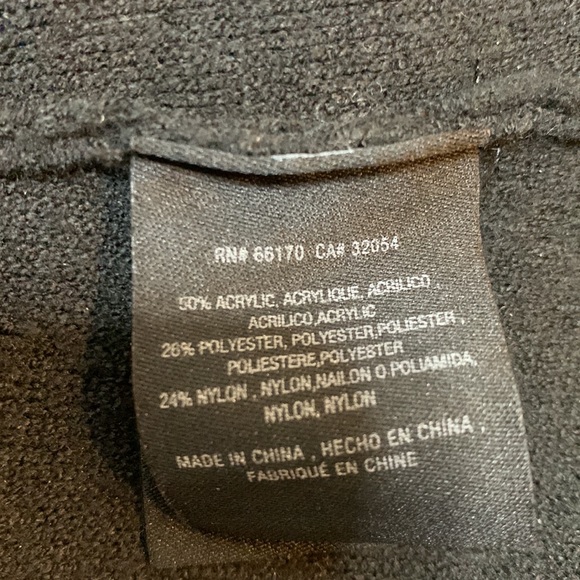 RN# 66170 CA# 32054
50% ACRYLIC, ACRYLIQUE, ACRILICO,
ACRILICO,ACRYLIC
26% POLYESTER, POLYESTER,POLIESTER,
POLIESTERE,POLYEBTER
24% NYLON, NYLON,NAILON O POLIAMIDA,
NYLON, NYLON
MADE IN CHINA, HECHO EN CHINA,
FABRIQUÉ EN CHINE